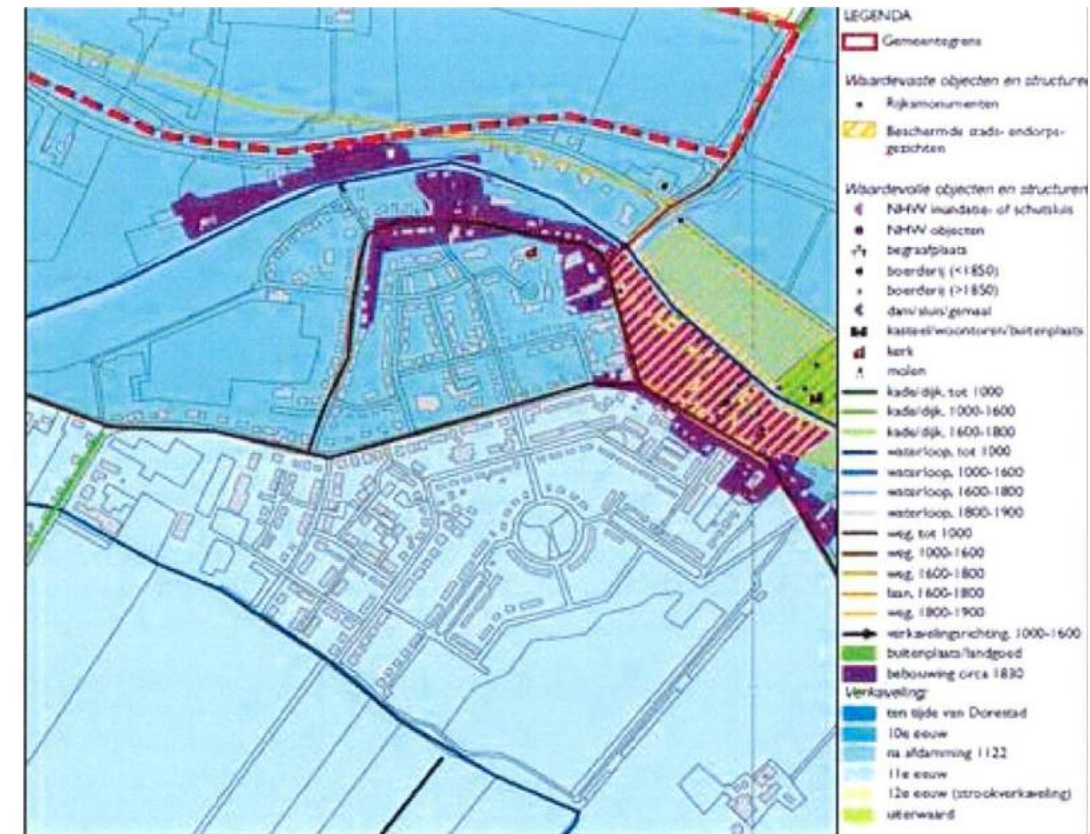 LEGENDA
Gemeentegrens
Waardevaste objecten en structuren
Rijksmonumenten
Beschermde stads- endorps-
gezichten
Waardevolle objecten en structuren
NHW inundatie- of schutsluis
NHW objecten
begraafplaats
boerderij (<1850)
boerderij (>1850)
dam/sluis/gemaal
kasteel/woontoren/buitenplaats
kerk
molen
kade/dijk, tot 1000
kade/dijk, 1000-1600
kade/dijk, 1600-1800
waterloop, tot 1000
waterloop, 1000-1600
waterloop, 1600-1800
waterloop, 1800-1900
weg, tot 1000
weg, 1000-1600
weg, 1600-1800
laan, 1600-1800
weg, 1800-1900
verkavelingsrichting, 1000-1600
buitenplaats/landgoed
bebouwing circa 1830
Verkaveling:
ten tijde van Dorestad
10e eeuw
na afdamming 1122
11e eeuw
12e eeuw (strookverkaveling)
uiterwaard